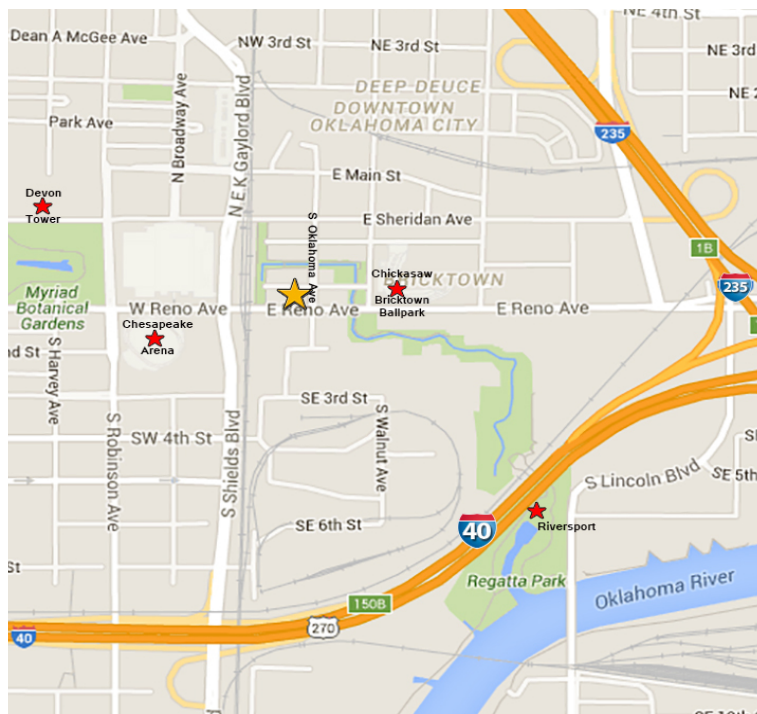 NE 4th St
Dean A McGee Ave
NW 3rd St
NE 3rd St
NE 3rd
N Broadway Ave
N E K Gaylord Blvd
DEEP DEUCE
DOWNTOWN
OKLAHOMA CITY
NE 2
Park Ave
235
E Main St
Devon
Tower
S Oklahoma Ave
E Sheridan Ave
1B
Chickasaw
BRICKTOWN
Bricktown
Ballpark
235
Myriad
Botanical
Gardens
W Reno Ave
E Reno Ave
E Reno Ave
Chesapeake
Arena
nd St
S Harvey Ave
S Robinson Ave
S Shields Blvd
SE 3rd St
S Walnut Ave
SW 4th St
S Lincoln Blvd
SE 5th
SE 6th St
40
Riversport
St
Regatta Park
Oklahoma River
150B
40
270